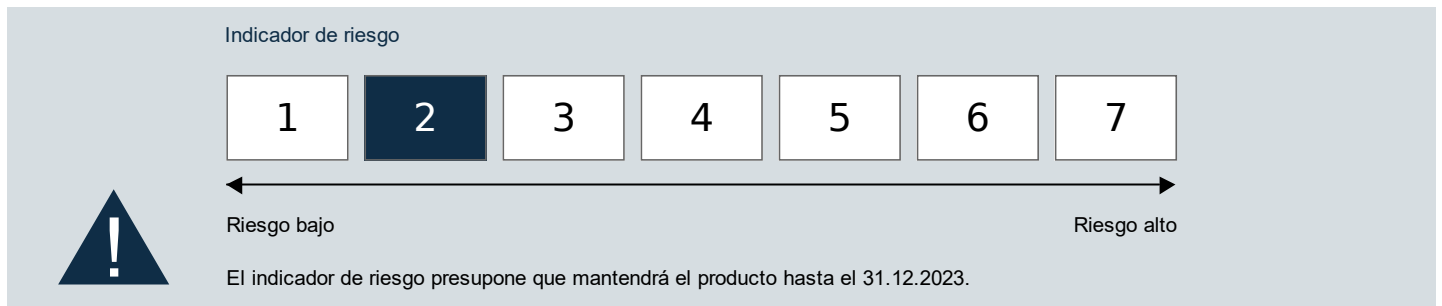 Indicador de riesgo
1 2 3 4 5 6 7
Riesgo bajo Riesgo alto
!
El indicador de riesgo presupone que mantendrá el producto hasta el 31.12.2023.